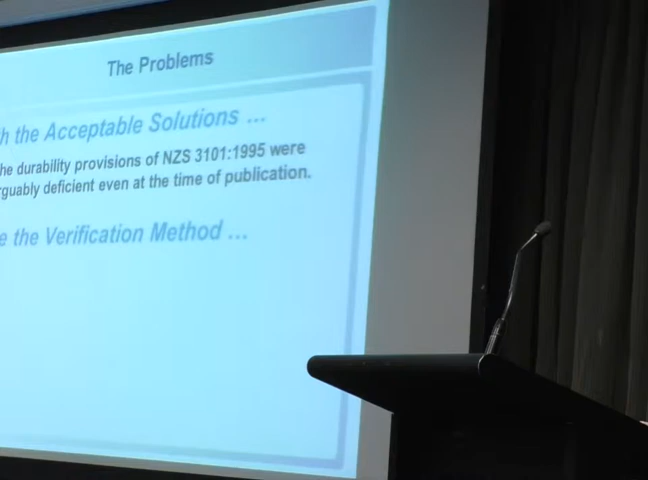 The Problems
h the Acceptable Solutions ...
he durability provisions of NZS 3101:1995 were
rguably deficient even at the time of publication.
e the Verification Method ...